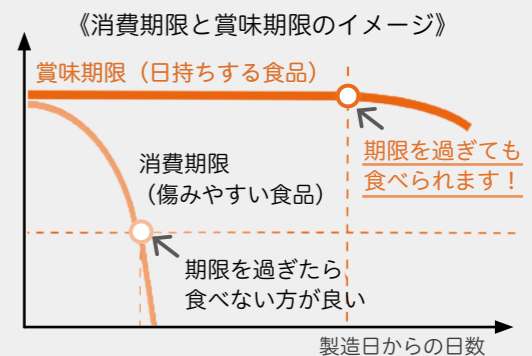 《消費期限と賞味期限のイメージ》
賞味期限（日持ちする食品）
期限を過ぎても
食べられます！
消費期限
（傷みやすい食品）
期限を過ぎたら
食べない方が良い
製造日からの日数